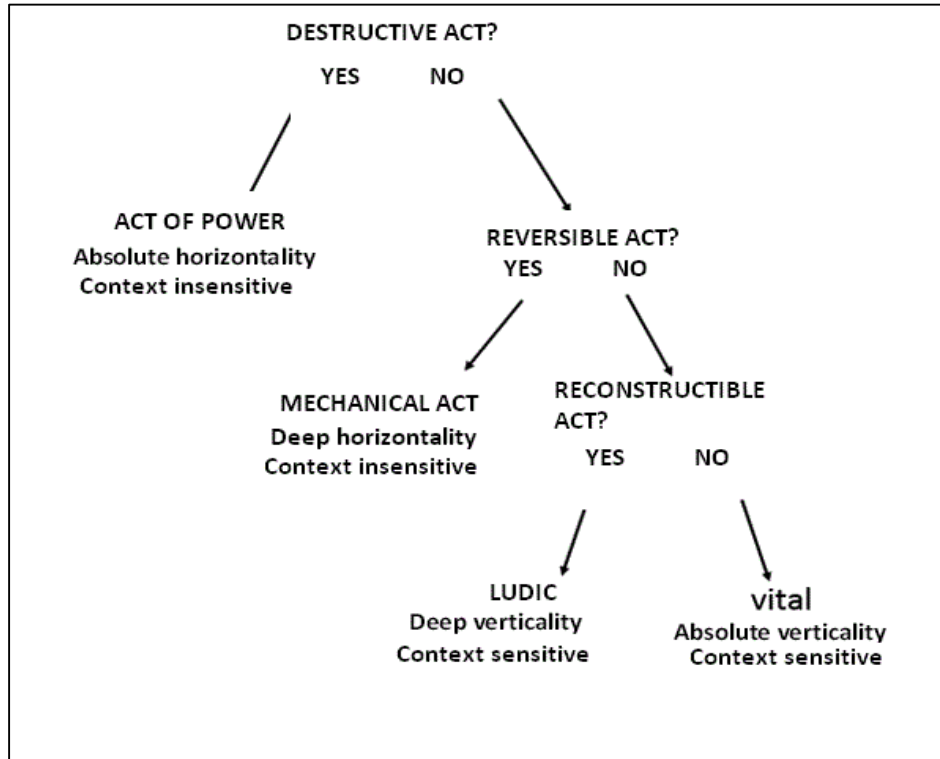 DESTRUCTIVE ACT?
YES NO
ACT OF POWER
Absolute horizontality
Context insensitive
REVERSIBLE ACT?
YES NO
MECHANICAL ACT
Deep horizontality
Context insensitive
RECONSTRUCTIBLE
ACT?
YES NO
LUDIC
Deep verticality
Context sensitive
vital
Absolute verticality
Context sensitive